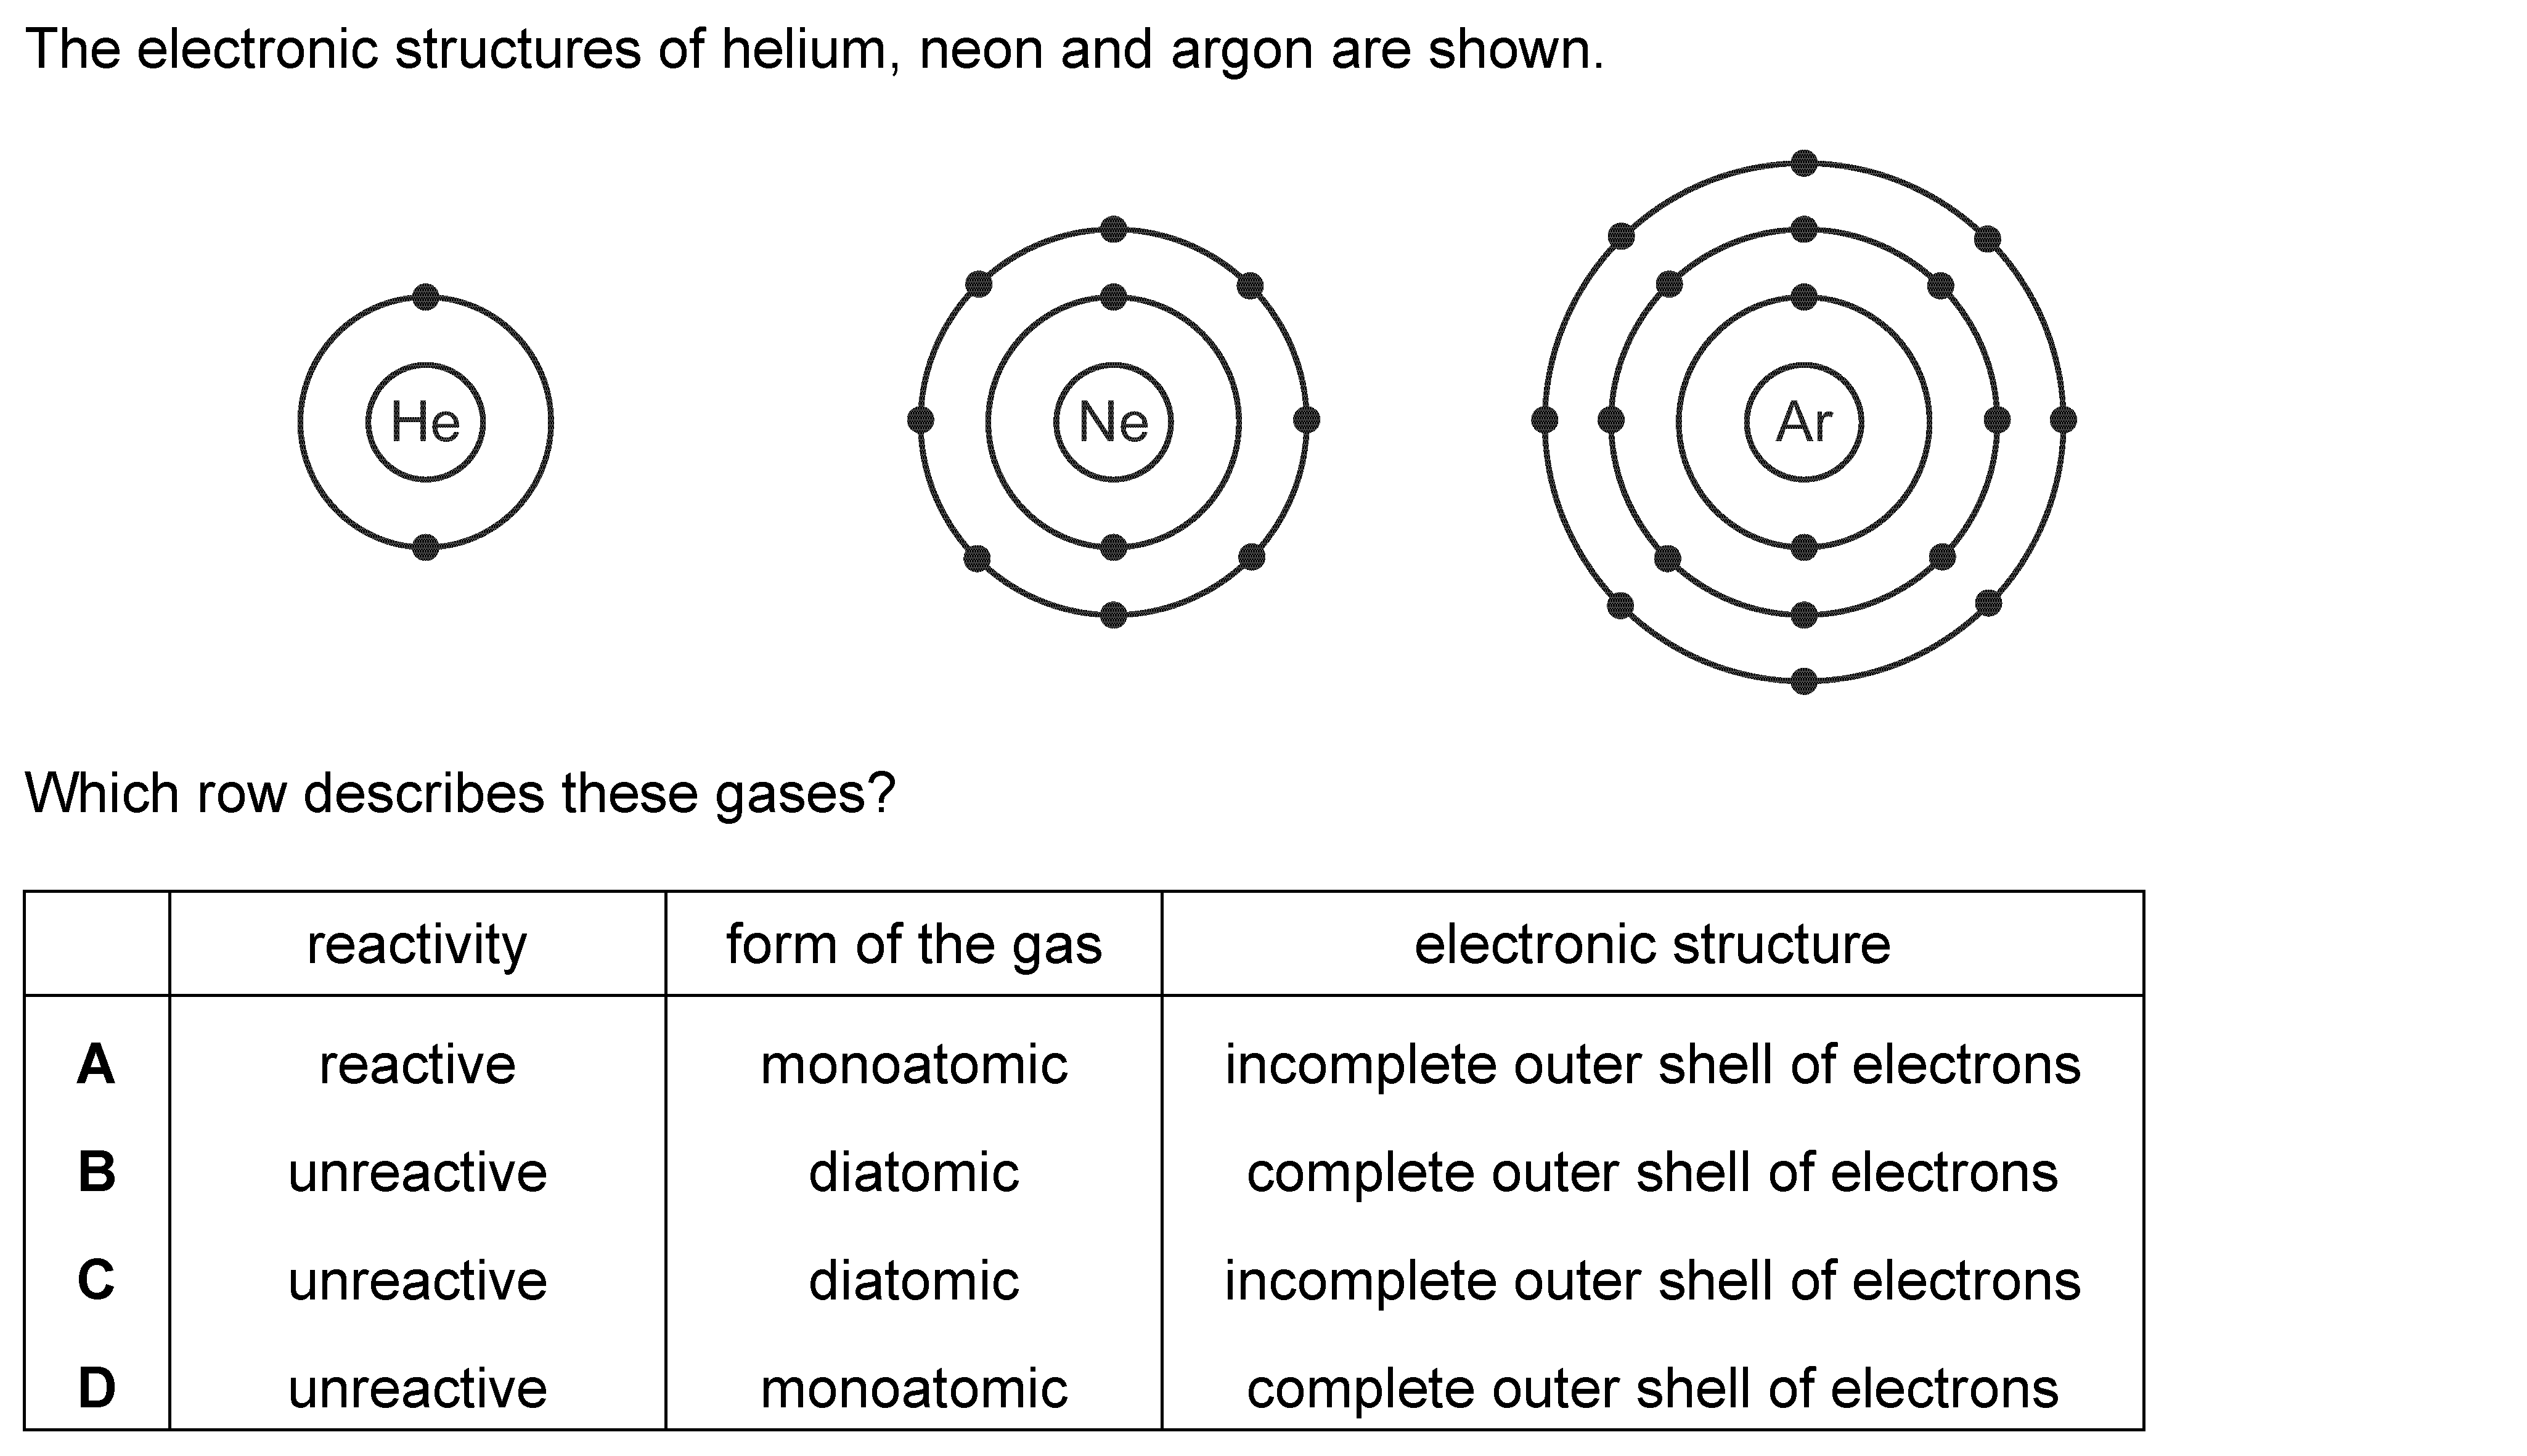 The electronic structures of helium, neon and argon are shown.
He Ne Ar
Which row describes these gases?
reactivity form of the gas electronic structure
A reactive monoatomic incomplete outer shell of electrons
B unreactive diatomic complete outer shell of electrons
C unreactive diatomic incomplete outer shell of electrons
D unreactive monoatomic complete outer shell of electrons